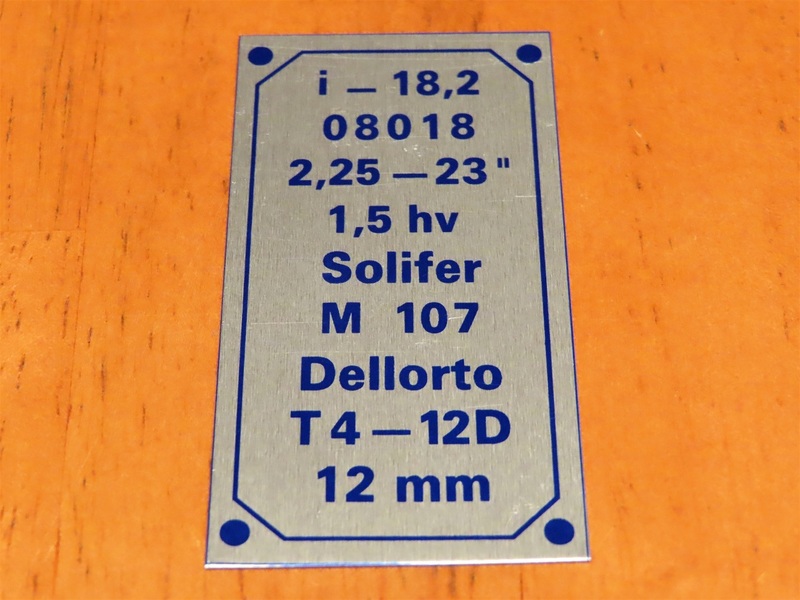 i – 18,2
08018
2,25 – 23"
1,5 hv
Solifer
M 107
Dellorto
T4 – 12D
12 mm